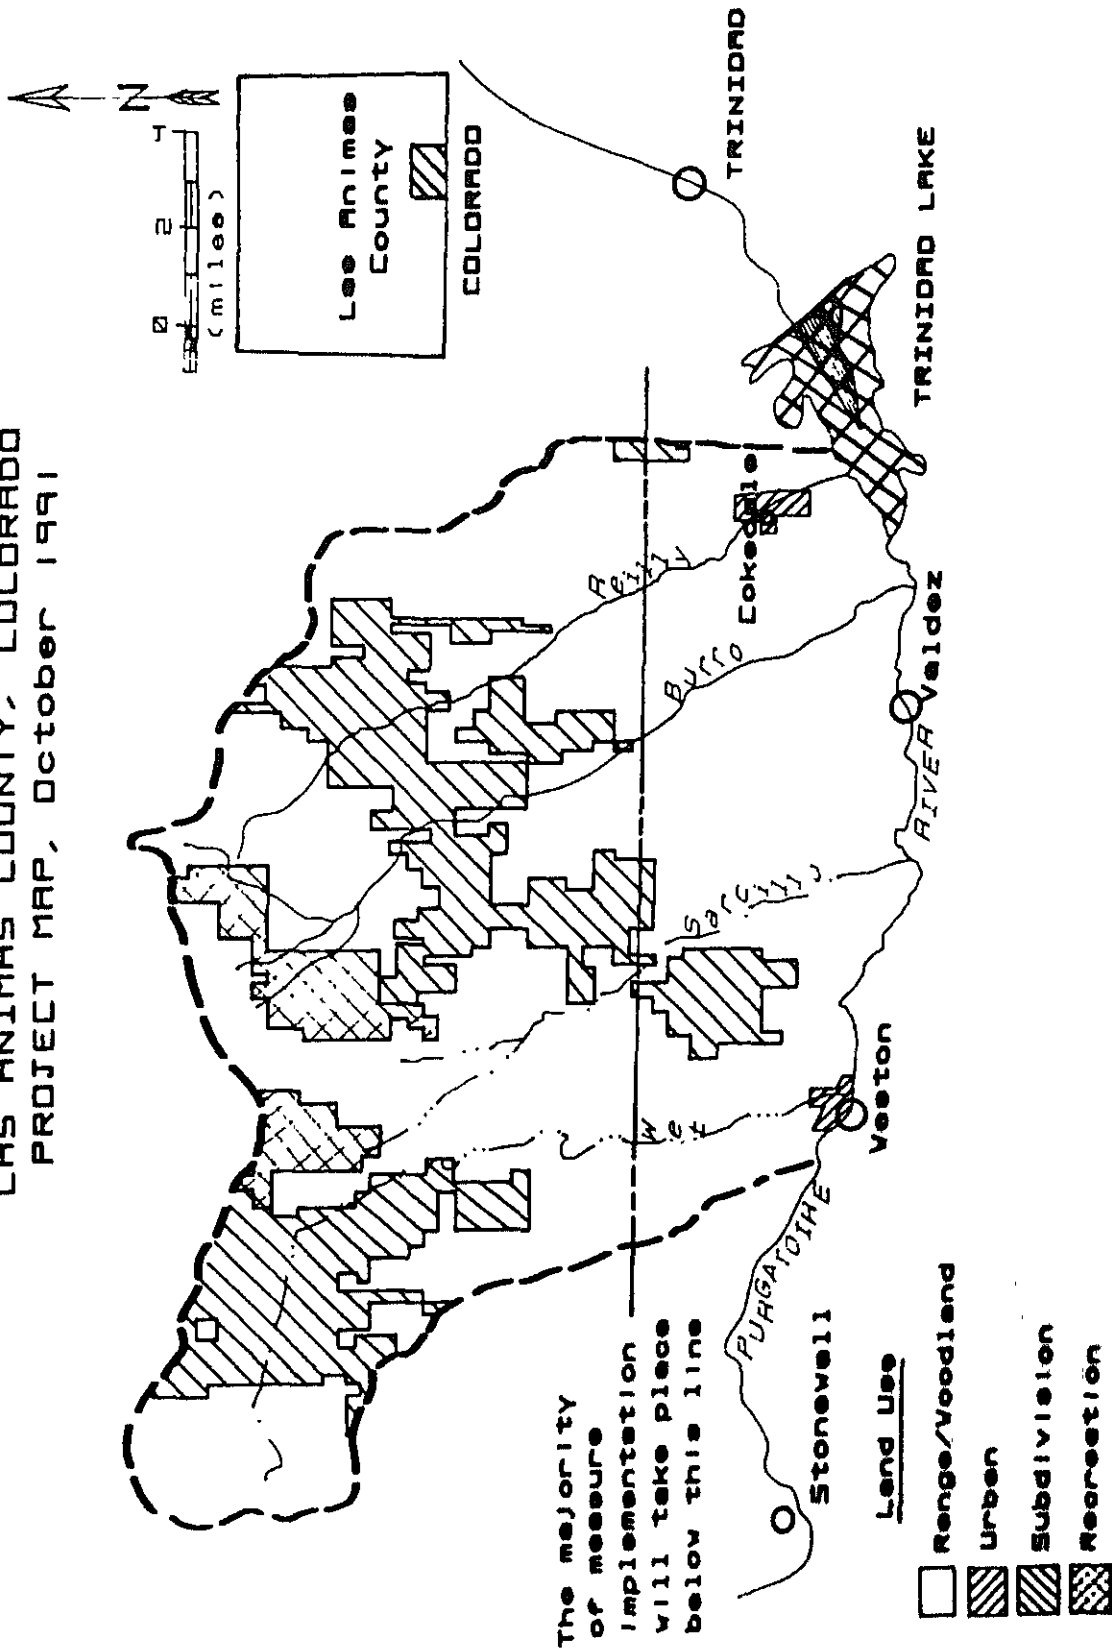 LAS ANIMAS COUNTY, COLORADO
PROJECT MAP, October 1991
N
0 2 4
(miles)
Las Animas
County
COLORADO
TRINIDAD
TRINIDAD LAKE
Cokedale
Reilly
Burro
Sarcillo
Wet
Valdez
RIVER
Weston
PURGATOIRE
Stonewall
The majority
of measure
implementation
will take place
below this line
Land Use
Range/Woodland
Urban
Subdivision
Recreation